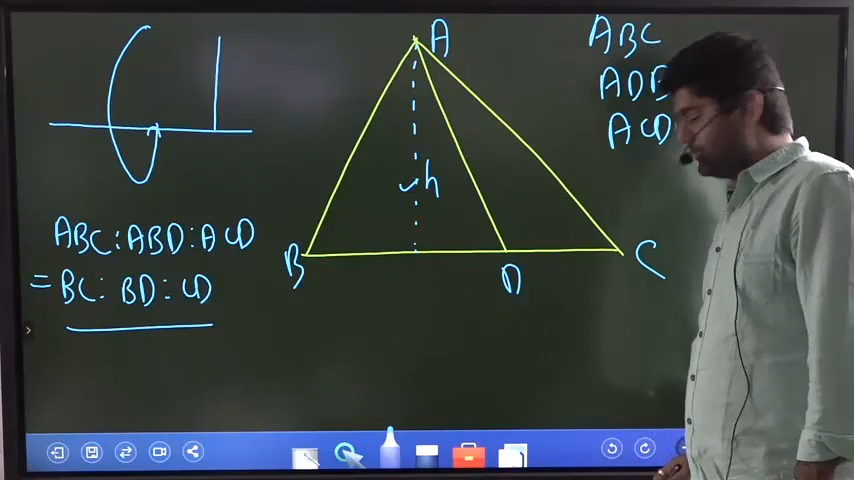 ABC
ADB
ACD
A
h
B
D
C
ABC:ABD:ACD
= BC: BD: CD